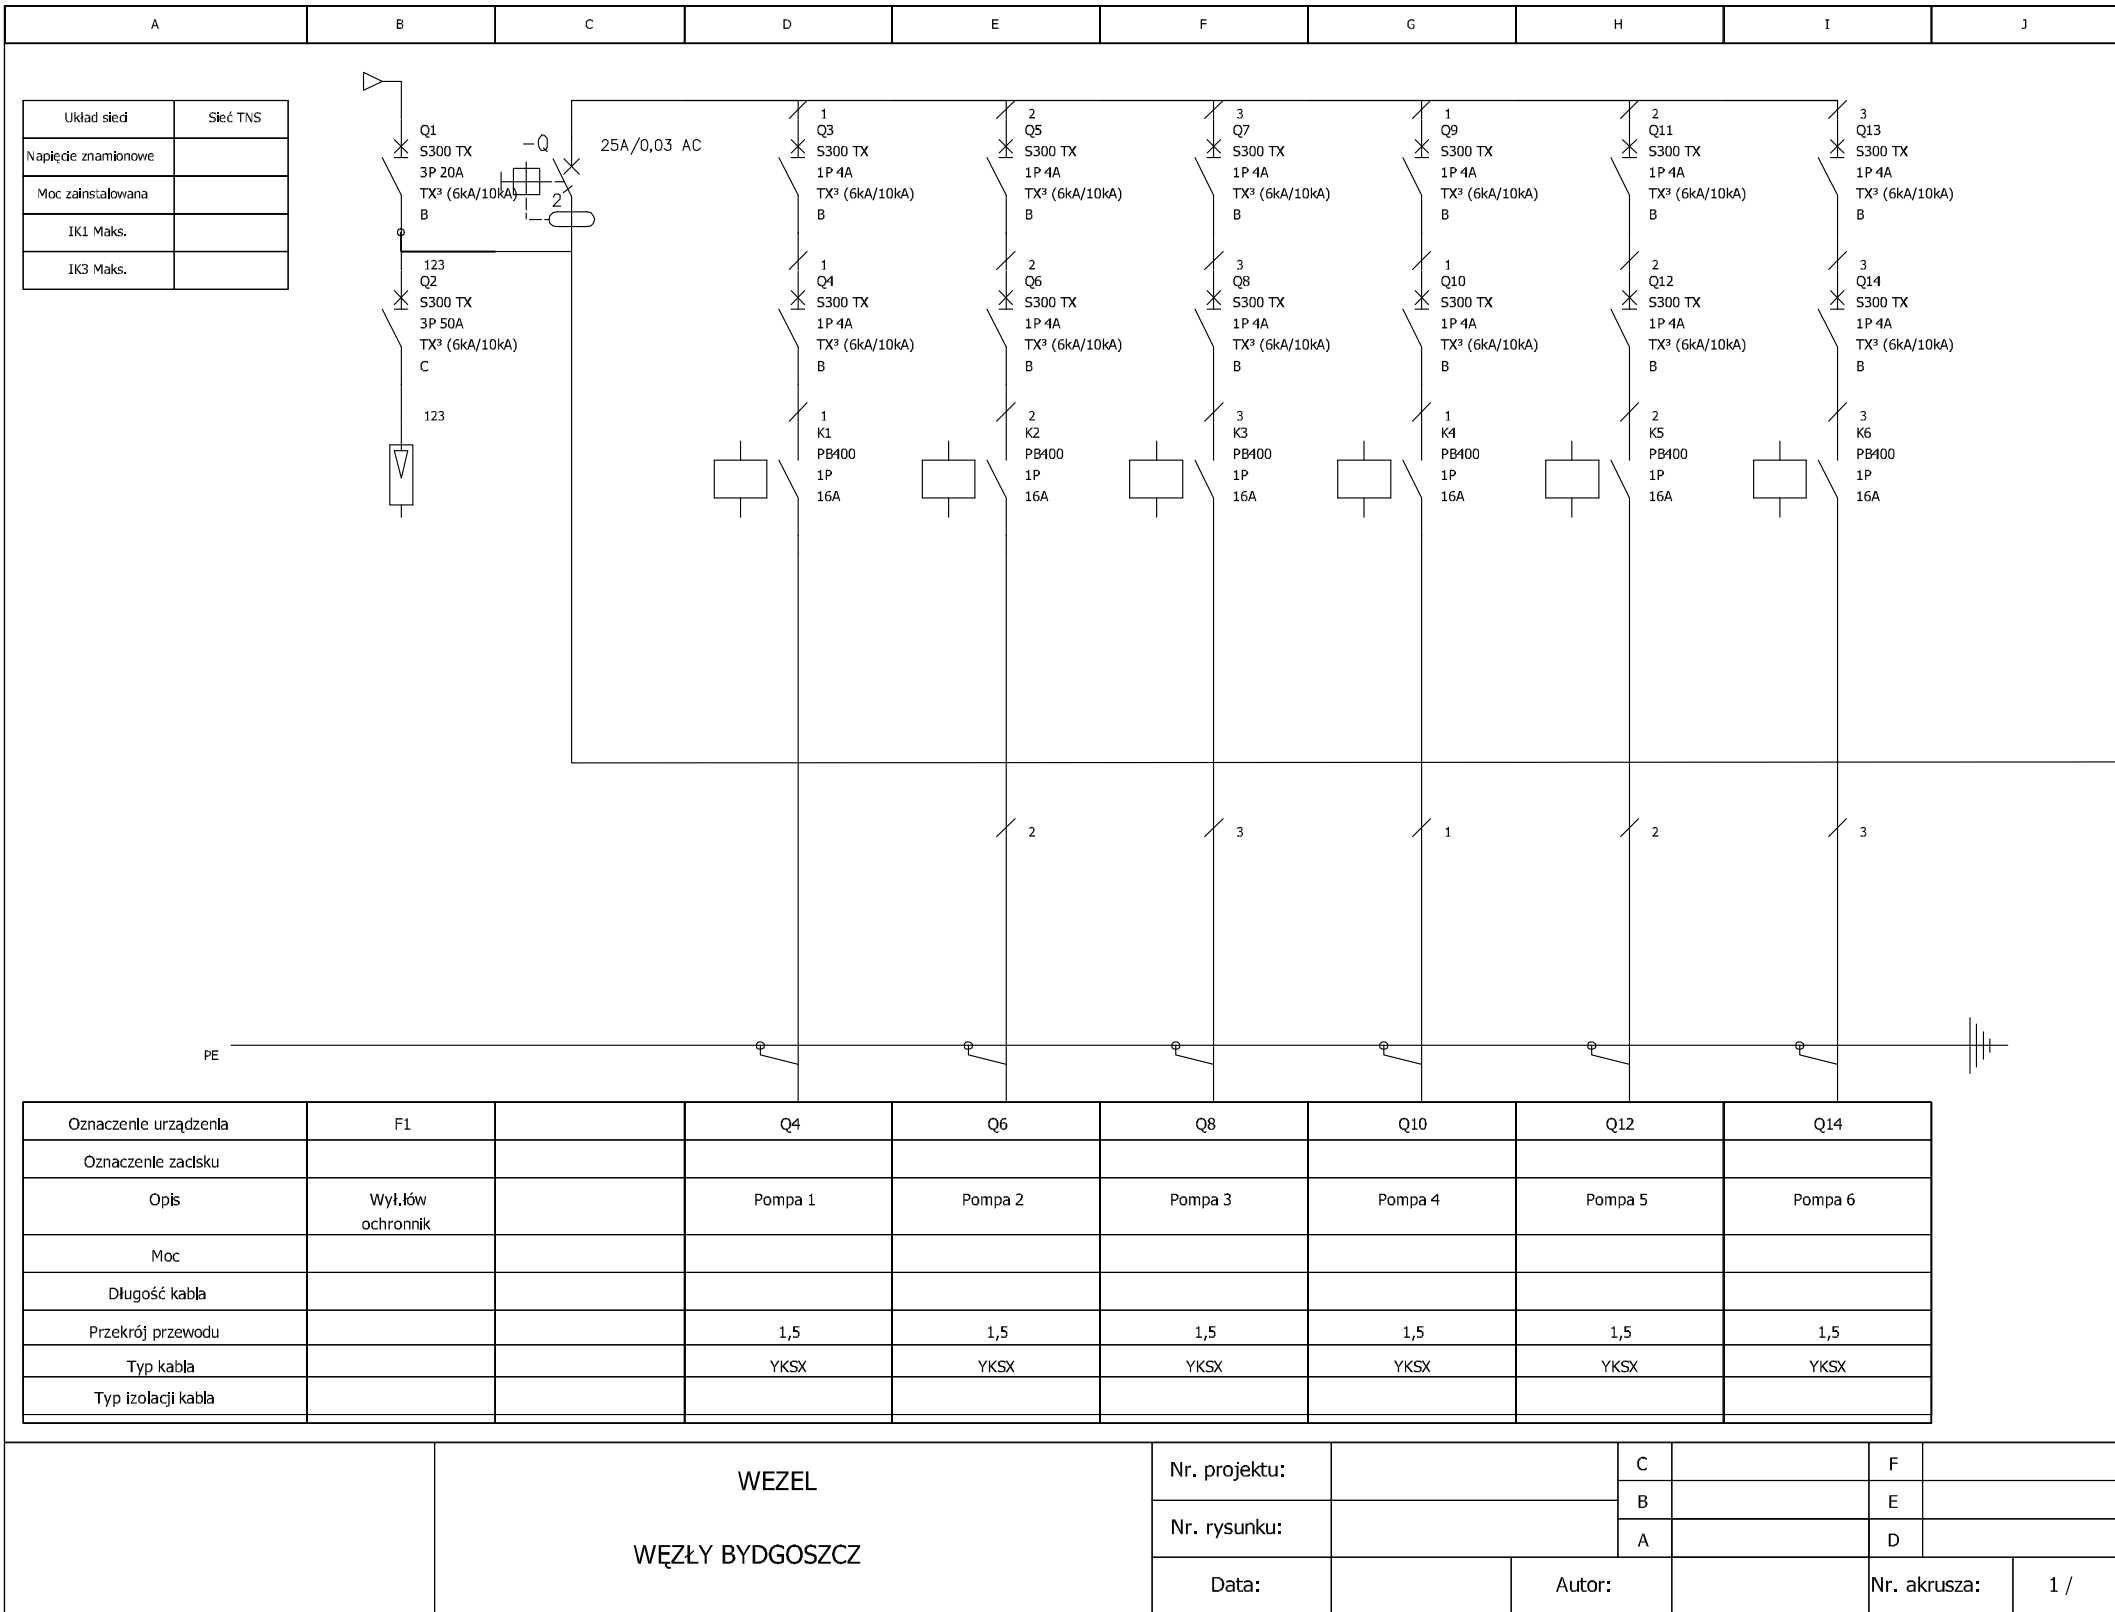 A B C D E F G H I J
Układ sieci Sieć TNS
Napięcie znamionowe
Moc zainstalowana
IK1 Maks.
IK3 Maks.
Q1
S300 TX
3P 20A
TX³ (6kA/10kA)
B
-Q
25A/0,03 AC
2
123
Q2
S300 TX
3P 50A
TX³ (6kA/10kA)
C
123
1
Q3
S300 TX
1P 4A
TX³ (6kA/10kA)
B
1
Q4
S300 TX
1P 4A
TX³ (6kA/10kA)
B
1
K1
PB400
1P
16A
2
Q5
S300 TX
1P 4A
TX³ (6kA/10kA)
B
2
Q6
S300 TX
1P 4A
TX³ (6kA/10kA)
B
2
K2
PB400
1P
16A
2
3
Q7
S300 TX
1P 4A
TX³ (6kA/10kA)
B
3
Q8
S300 TX
1P 4A
TX³ (6kA/10kA)
B
3
K3
PB400
1P
16A
3
1
Q9
S300 TX
1P 4A
TX³ (6kA/10kA)
B
1
Q10
S300 TX
1P 4A
TX³ (6kA/10kA)
B
1
K4
PB400
1P
16A
1
2
Q11
S300 TX
1P 4A
TX³ (6kA/10kA)
B
2
Q12
S300 TX
1P 4A
TX³ (6kA/10kA)
B
2
K5
PB400
1P
16A
2
3
Q13
S300 TX
1P 4A
TX³ (6kA/10kA)
B
3
Q14
S300 TX
1P 4A
TX³ (6kA/10kA)
B
3
K6
PB400
1P
16A
3
PE
Oznaczenie urządzenia F1 Q4 Q6 Q8 Q10 Q12 Q14
Oznaczenie zacisku
Opis Wył.łów Pompa 1 Pompa 2 Pompa 3 Pompa 4 Pompa 5 Pompa 6
ochronnik
Moc
Długość kabla
Przekrój przewodu 1,5 1,5 1,5 1,5 1,5 1,5
Typ kabla YKSX YKSX YKSX YKSX YKSX YKSX
Typ izolacji kabla
WEZEL
WĘZŁY BYDGOSZCZ
Nr. projektu: C F
B E
Nr. rysunku:
A D
Data: Autor: Nr. akrusza: 1 /